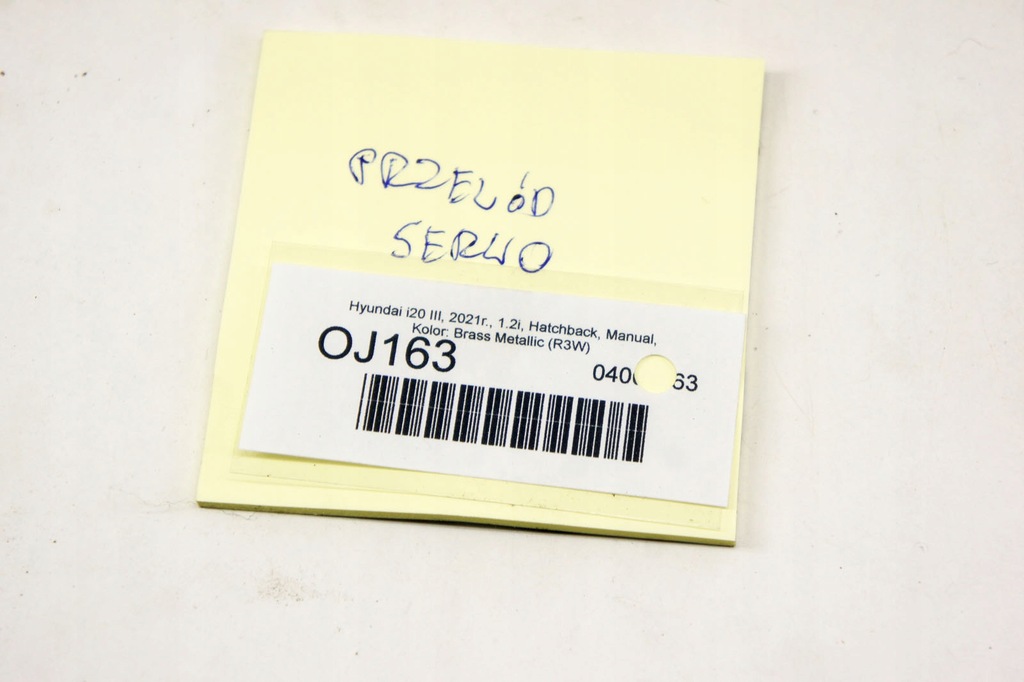 PRZEWÓD
SERWO
Hyundai i20 III, 2021r., 1.2i, Hatchback, Manual,
Kolor: Brass Metallic (R3W)
OJ163